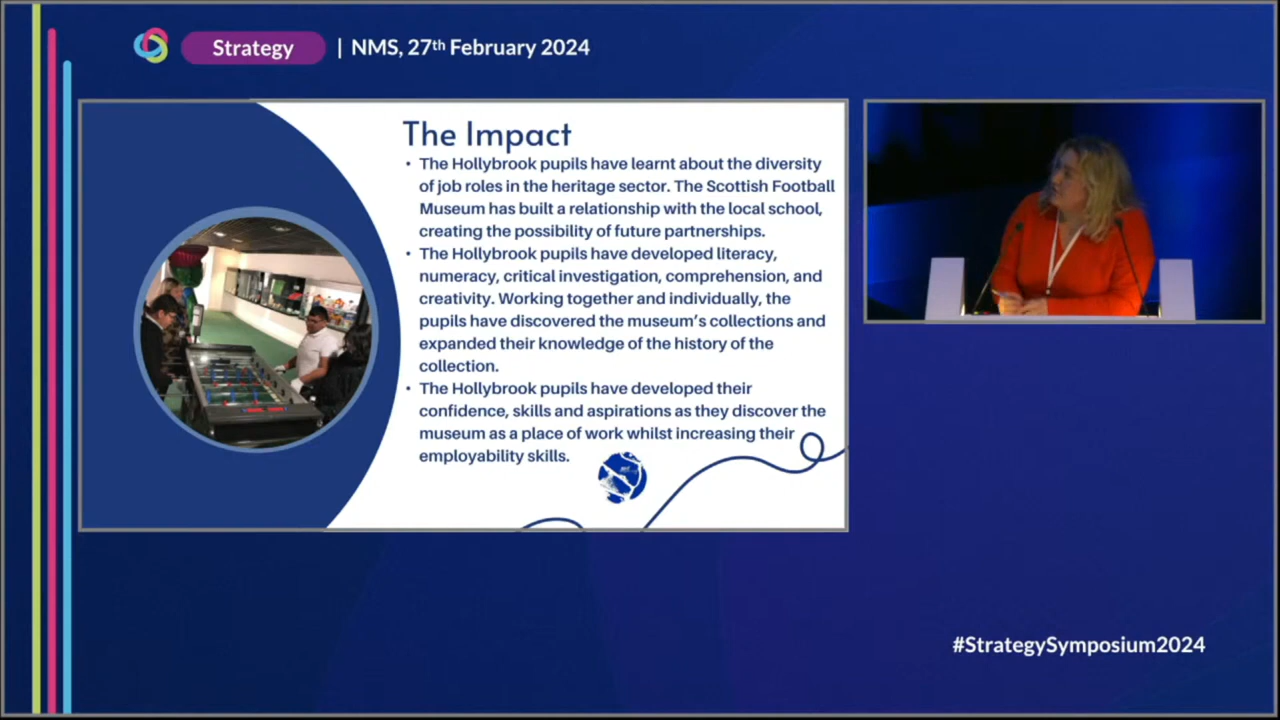 Strategy | NMS, 27th February 2024
The Impact
• The Hollybrook pupils have learnt about the diversity
of job roles in the heritage sector. The Scottish Football
Museum has built a relationship with the local school,
creating the possibility of future partnerships.
• The Hollybrook pupils have developed literacy,
numeracy, critical investigation, comprehension, and
creativity. Working together and individually, the
pupils have discovered the museum's collections and
expanded their knowledge of the history of the
collection.
• The Hollybrook pupils have developed their
confidence, skills and aspirations as they discover the
museum as a place of work whilst increasing their
employability skills.
#StrategySymposium2024